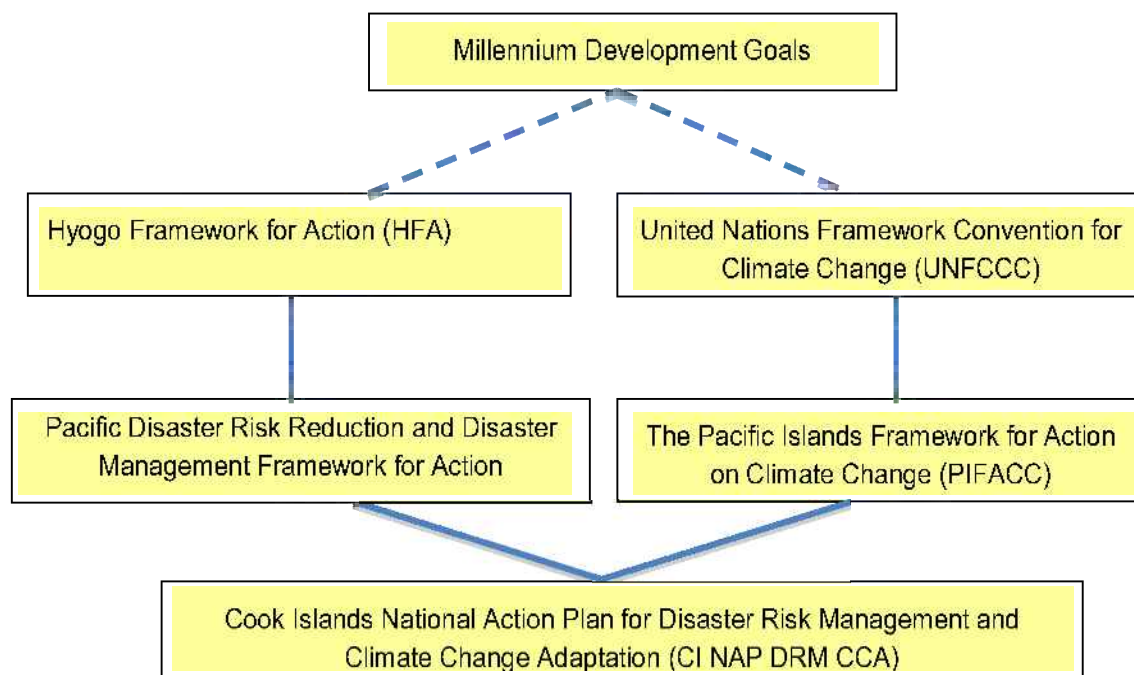 Millennium Development Goals
Hyogo Framework for Action (HFA)
United Nations Framework Convention for
Climate Change (UNFCCC)
Pacific Disaster Risk Reduction and Disaster
Management Framework for Action
The Pacific Islands Framework for Action
on Climate Change (PIFACC)
Cook Islands National Action Plan for Disaster Risk Management and
Climate Change Adaptation (CI NAP DRM CCA)